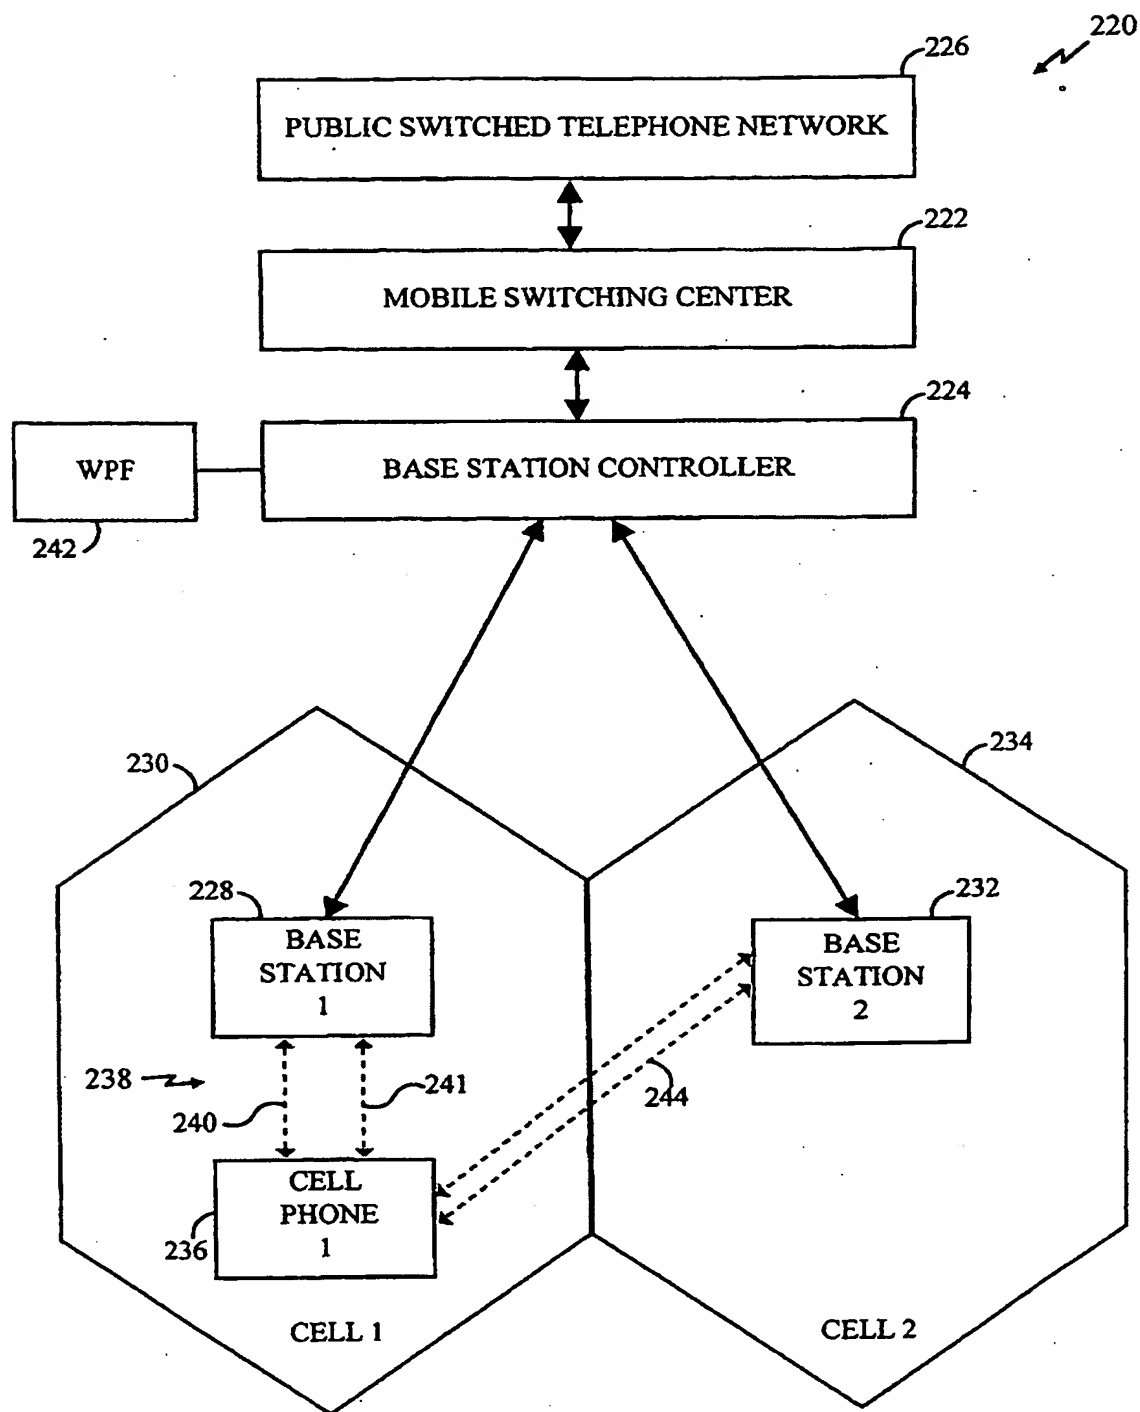 220
226
PUBLIC SWITCHED TELEPHONE NETWORK
222
MOBILE SWITCHING CENTER
224
WPF
BASE STATION CONTROLLER
242
230
234
228
232
BASE
STATION
1
BASE
STATION
2
238
240
241
244
CELL
PHONE
1
236
CELL 1
CELL 2